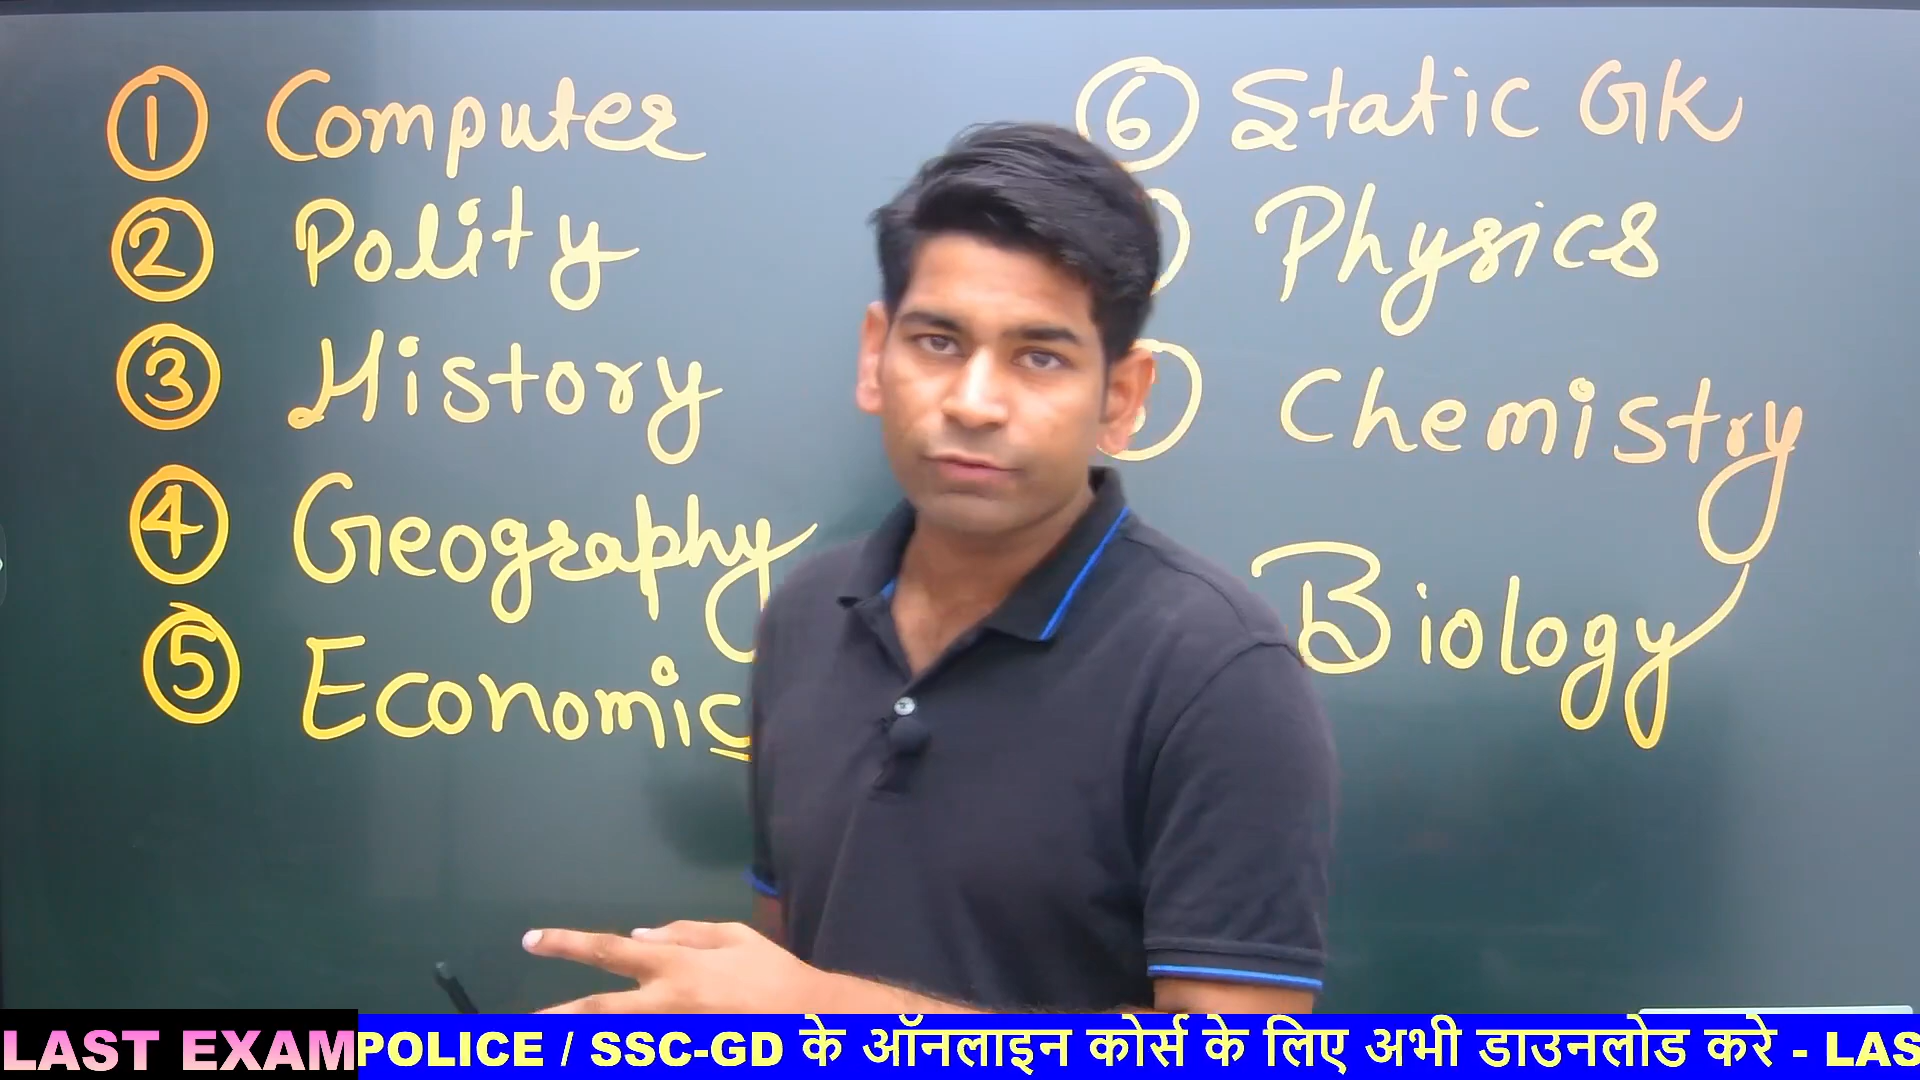 1 Computer
2 Polity
3 History
4 Geography
5 Economic
6 Static GK
Physics
Chemistry
Biology
LAST EXAM POLICE / SSC-GD के ऑनलाइन कोर्स के लिए अभी डाउनलोड करे - LAS